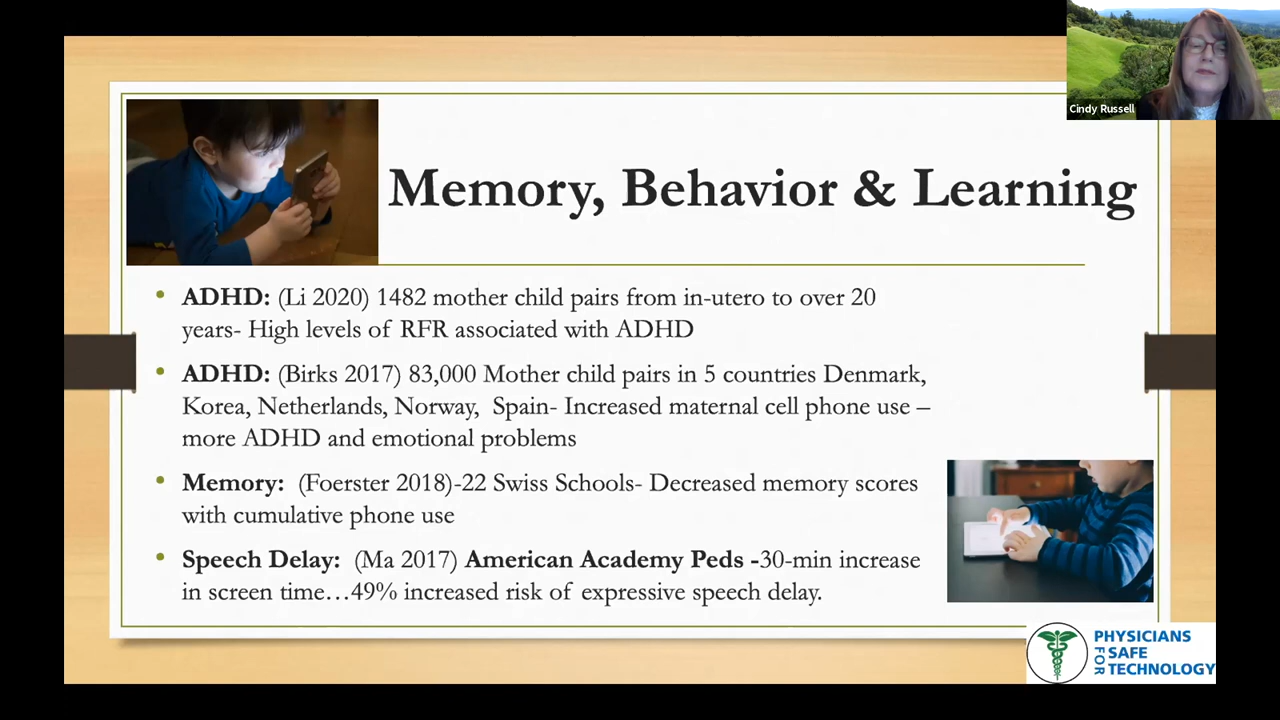 Cindy Russell
Memory, Behavior & Learning
• ADHD: (Li 2020) 1482 mother child pairs from in-utero to over 20
years- High levels of RFR associated with ADHD
• ADHD: (Birks 2017) 83,000 Mother child pairs in 5 countries Denmark,
Korea, Netherlands, Norway, Spain- Increased maternal cell phone use –
more ADHD and emotional problems
• Memory: (Foerster 2018)-22 Swiss Schools- Decreased memory scores
with cumulative phone use
• Speech Delay: (Ma 2017) American Academy Peds -30-min increase
in screen time…49% increased risk of expressive speech delay.
PHYSICIANS
FOR SAFE
TECHNOLOGY